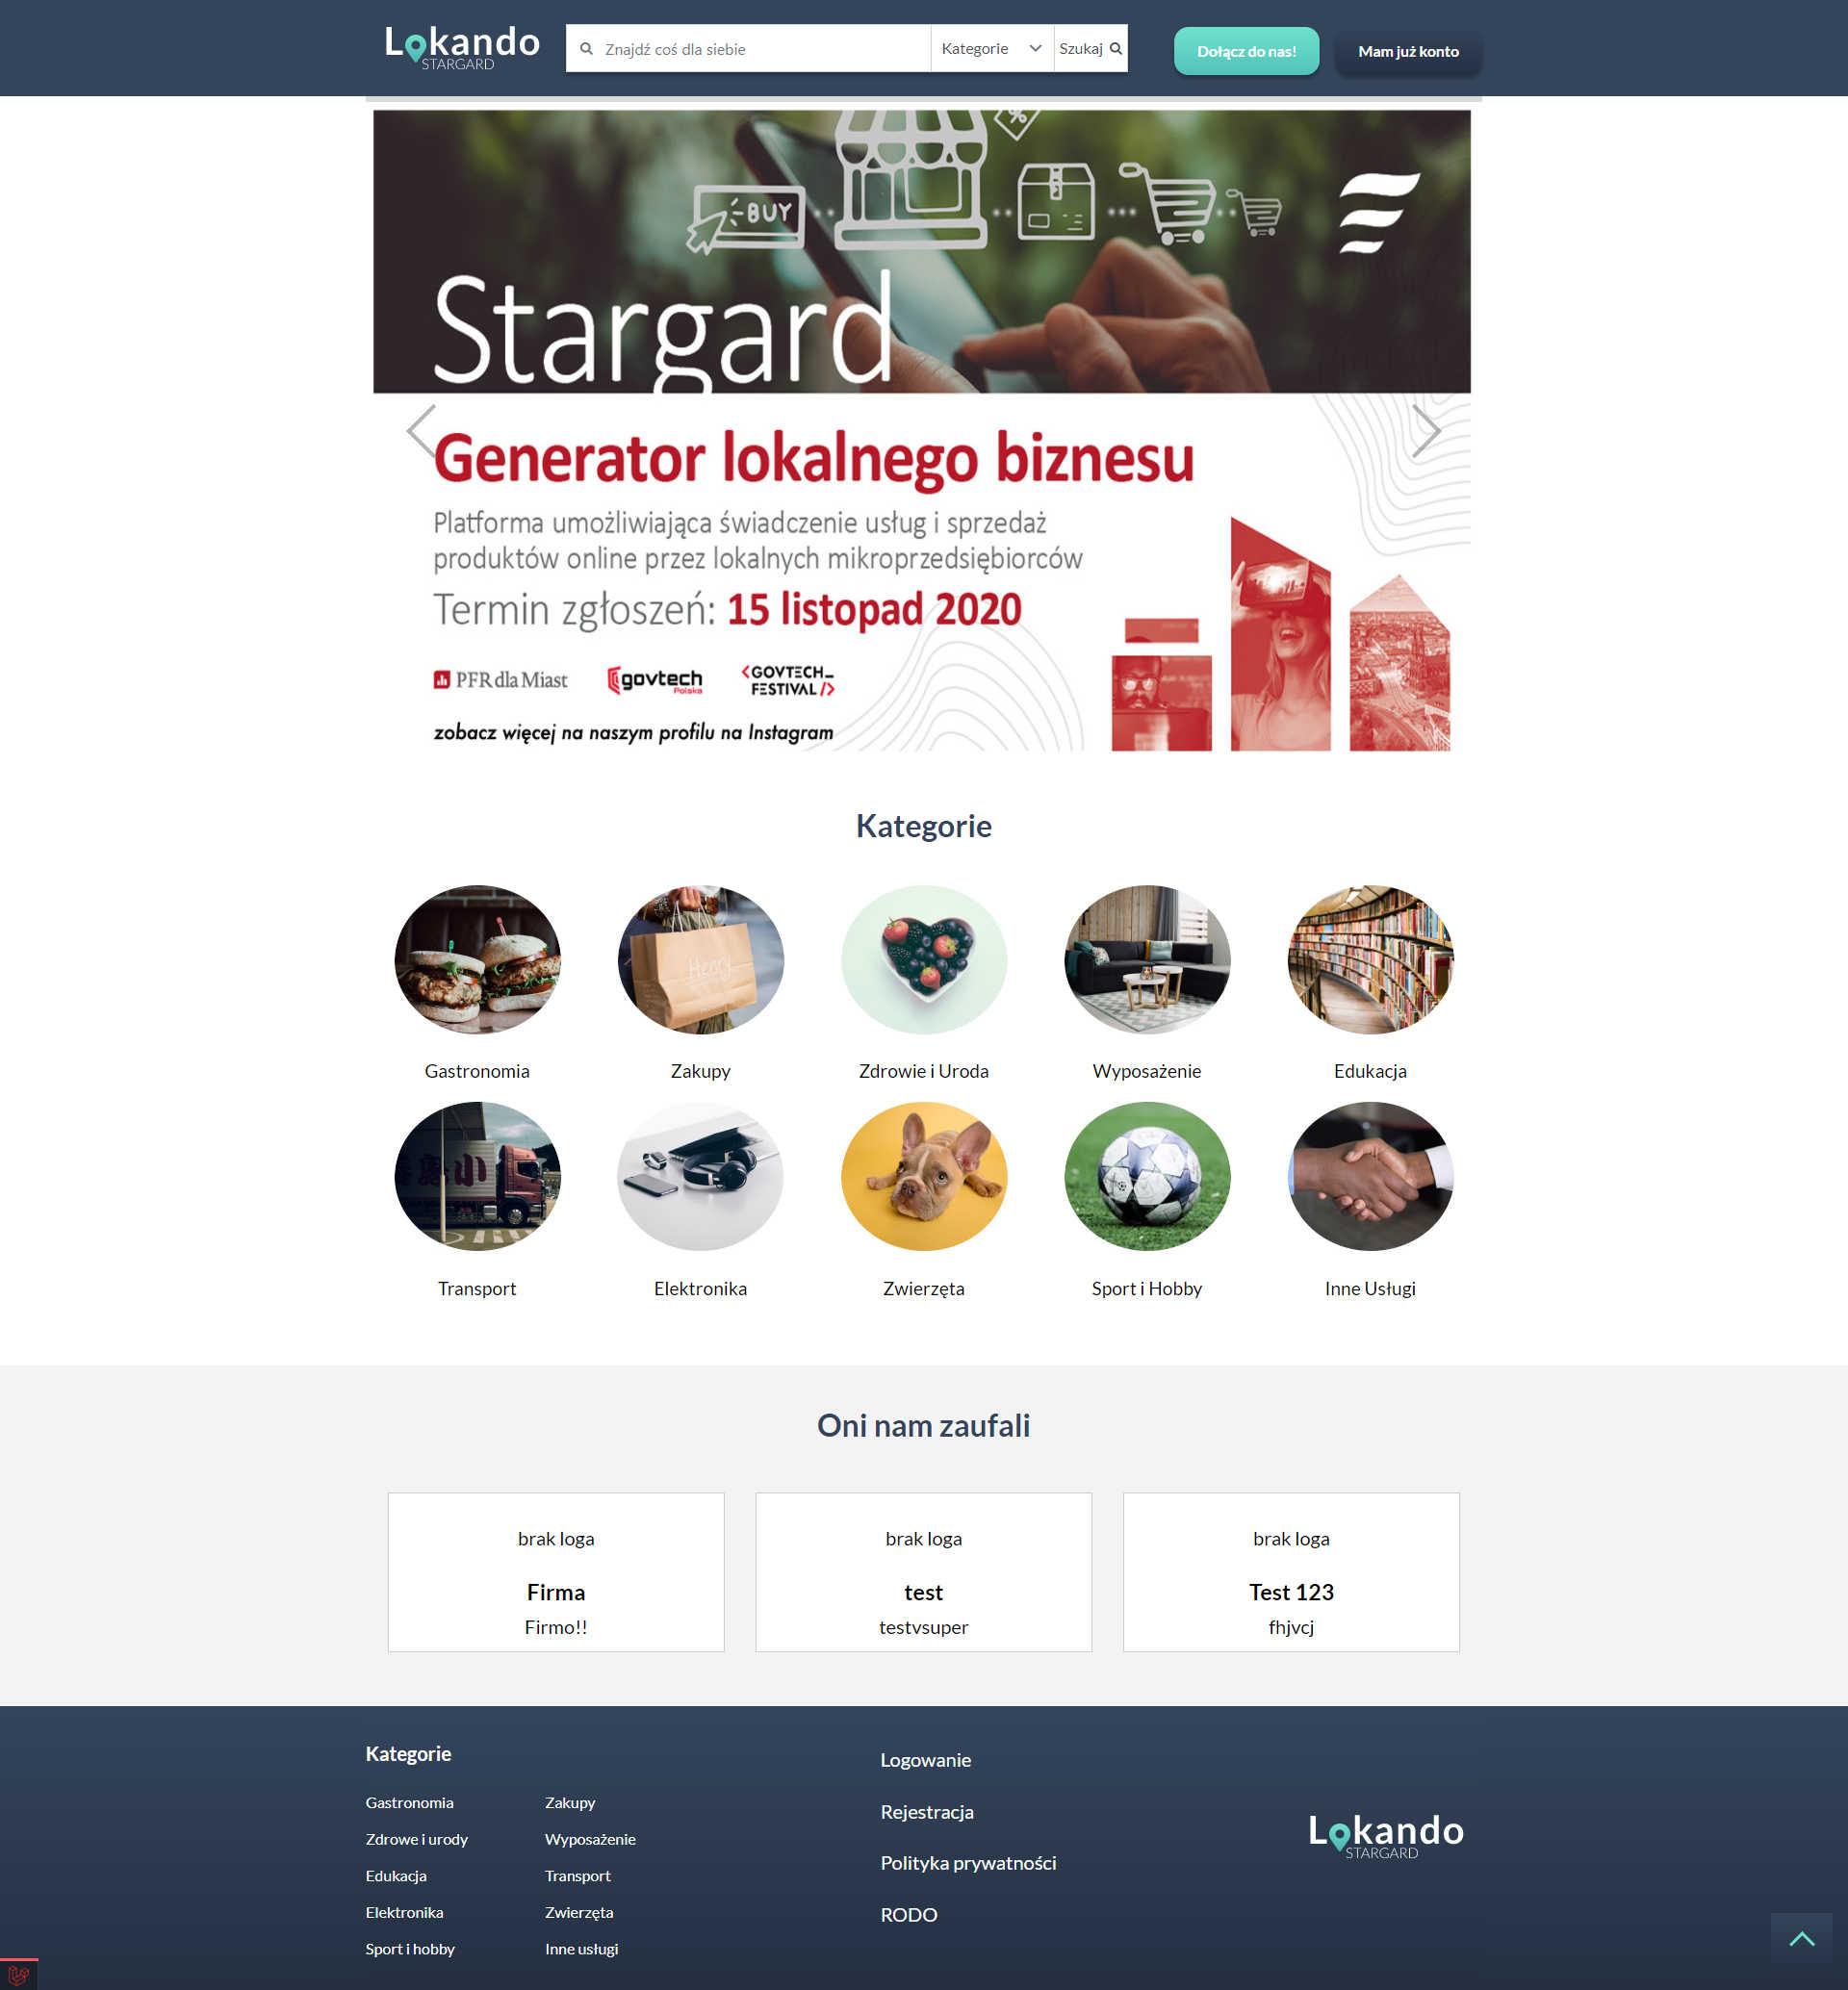 Lokando
STARGARD
Znajdź coś dla siebie
Kategorie
Szukaj
Dołącz do nas!
Mam już konto
%
BUY
Stargard
Generator lokalnego biznesu
Platforma umożliwiająca świadczenie usług i sprzedaż
produktów online przez lokalnych mikroprzedsiębiorców
Termin zgłoszeń: 15 listopad 2020
PFR dla Miast
govtech
Polska
<GOVTECH_
FESTIVAL/>
zobacz więcej na naszym profilu na Instagram
Kategorie
Henry
Gastronomia
Zakupy
Zdrowie i Uroda
Wyposażenie
Edukacja
Transport
Elektronika
Zwierzęta
Sport i Hobby
Inne Usługi
Oni nam zaufali
brak loga
Firma
Firmo!!
brak loga
test
testvsuper
brak loga
Test 123
fhjvcj
Kategorie
Gastronomia
Zakupy
Zdrowe i urody
Wyposażenie
Edukacja
Transport
Elektronika
Zwierzęta
Sport i hobby
Inne usługi
Logowanie
Rejestracja
Polityka prywatności
RODO
Lokando
STARGARD